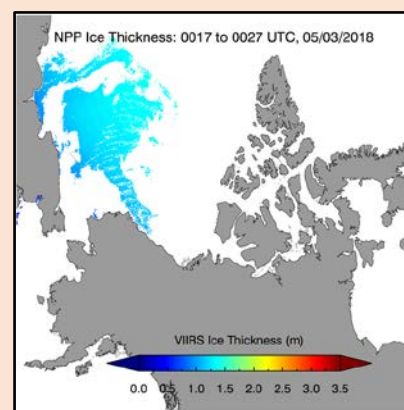 NPP Ice Thickness: 0017 to 0027 UTC, 05/03/2018
VIIRS Ice Thickness (m)
0.0 0.5 1.0 1.5 2.0 2.5 3.0 3.5